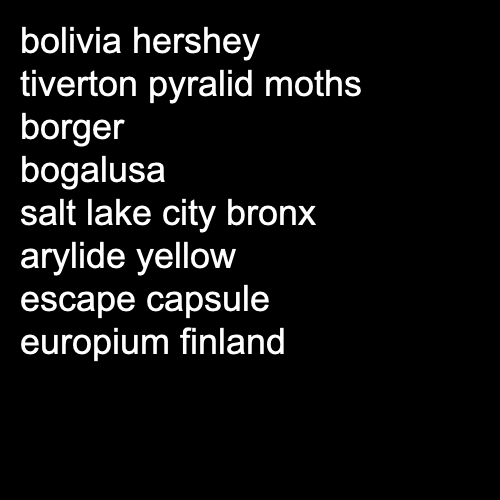 bolivia hershey
tiverton pyralid moths
borger
bogalusa
salt lake city bronx
arylide yellow
escape capsule
europium finland